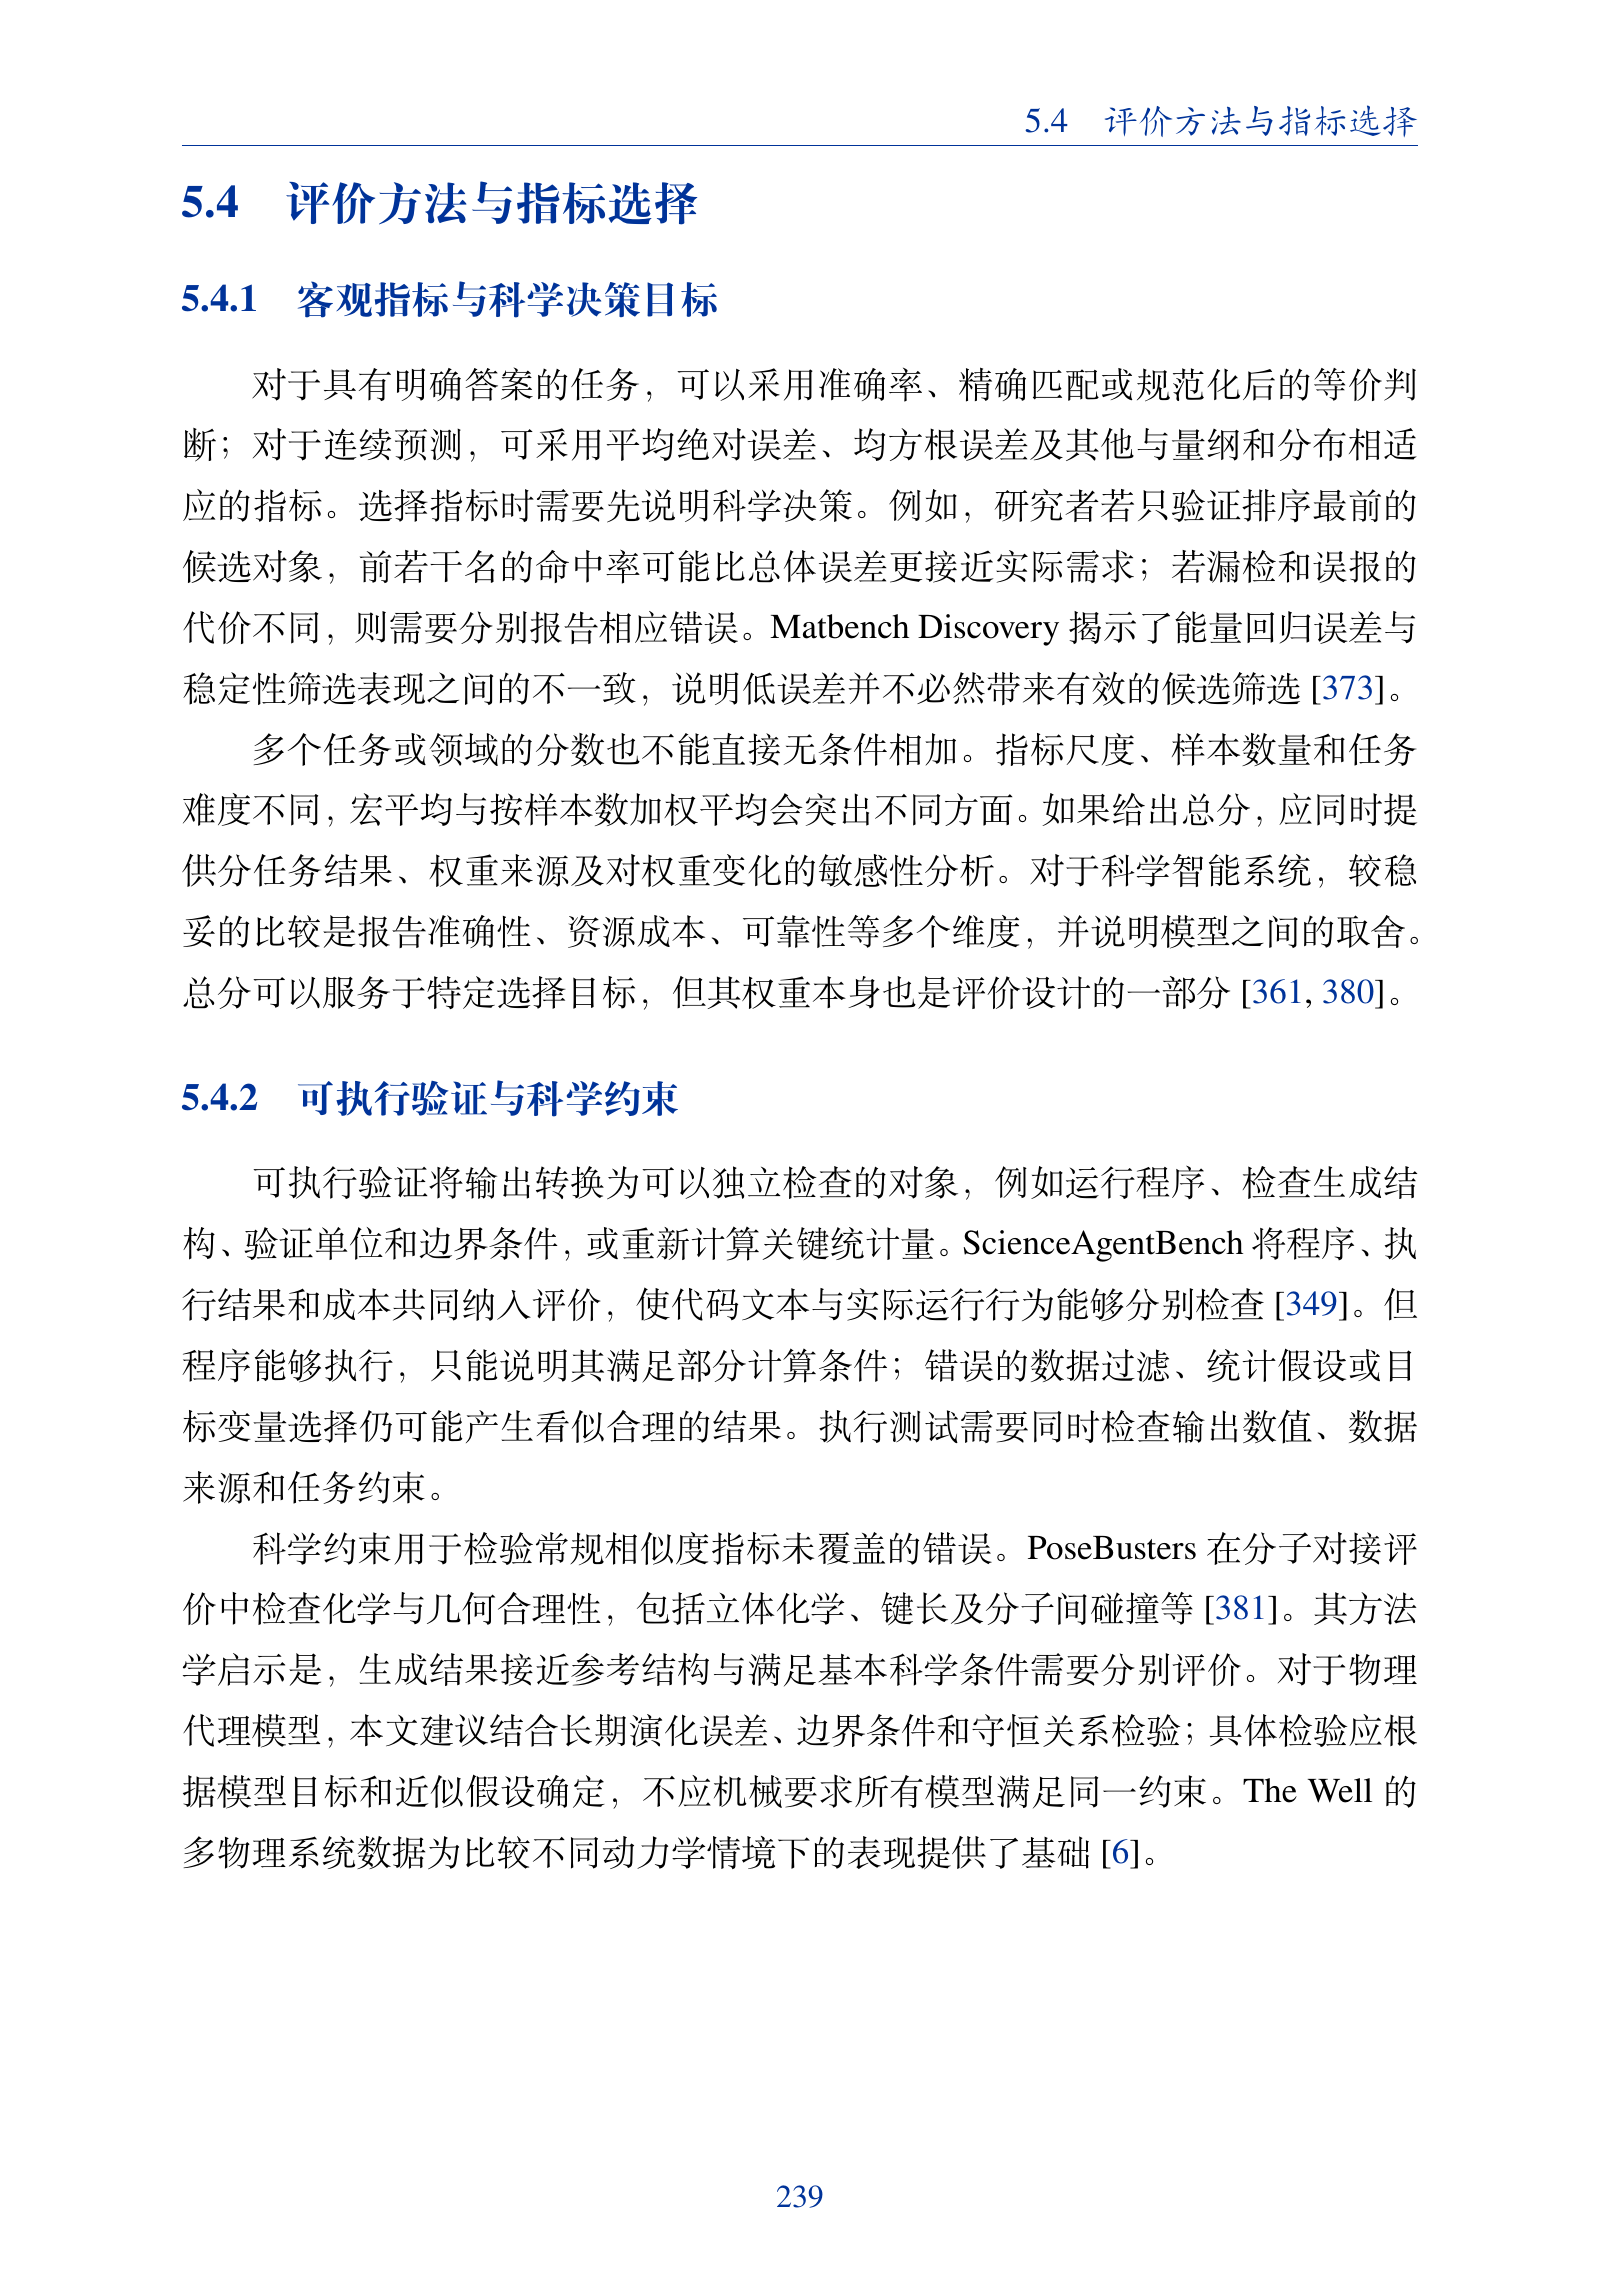 5.4 评价方法与指标选择
5.4 评价方法与指标选择
5.4.1 客观指标与科学决策目标
对于具有明确答案的任务，可以采用准确率、精确匹配或规范化后的等价判
断；对于连续预测，可采用平均绝对误差、均方根误差及其他与量纲和分布相适
应的指标。选择指标时需要先说明科学决策。例如，研究者若只验证排序最前的
候选对象，前若干名的命中率可能比总体误差更接近实际需求；若漏检和误报的
代价不同，则需要分别报告相应错误。Matbench Discovery 揭示了能量回归误差与
稳定性筛选表现之间的不一致，说明低误差并不必然带来有效的候选筛选 [373]。
多个任务或领域的分数也不能直接无条件相加。指标尺度、样本数量和任务
难度不同，宏平均与按样本数加权平均会突出不同方面。如果给出总分，应同时提
供分任务结果、权重来源及对权重变化的敏感性分析。对于科学智能系统，较稳
妥的比较是报告准确性、资源成本、可靠性等多个维度，并说明模型之间的取舍。
总分可以服务于特定选择目标，但其权重本身也是评价设计的一部分 [361, 380]。
5.4.2 可执行验证与科学约束
可执行验证将输出转换为可以独立检查的对象，例如运行程序、检查生成结
构、验证单位和边界条件，或重新计算关键统计量。ScienceAgentBench 将程序、执
行结果和成本共同纳入评价，使代码文本与实际运行行为能够分别检查 [349]。但
程序能够执行，只能说明其满足部分计算条件；错误的数据过滤、统计假设或目
标变量选择仍可能产生看似合理的结果。执行测试需要同时检查输出数值、数据
来源和任务约束。
科学约束用于检验常规相似度指标未覆盖的错误。PoseBusters 在分子对接评
价中检查化学与几何合理性，包括立体化学、键长及分子间碰撞等 [381]。其方法
学启示是，生成结果接近参考结构与满足基本科学条件需要分别评价。对于物理
代理模型，本文建议结合长期演化误差、边界条件和守恒关系检验；具体检验应根
据模型目标和近似假设确定，不应机械要求所有模型满足同一约束。The Well 的
多物理系统数据为比较不同动力学情境下的表现提供了基础 [6]。
239